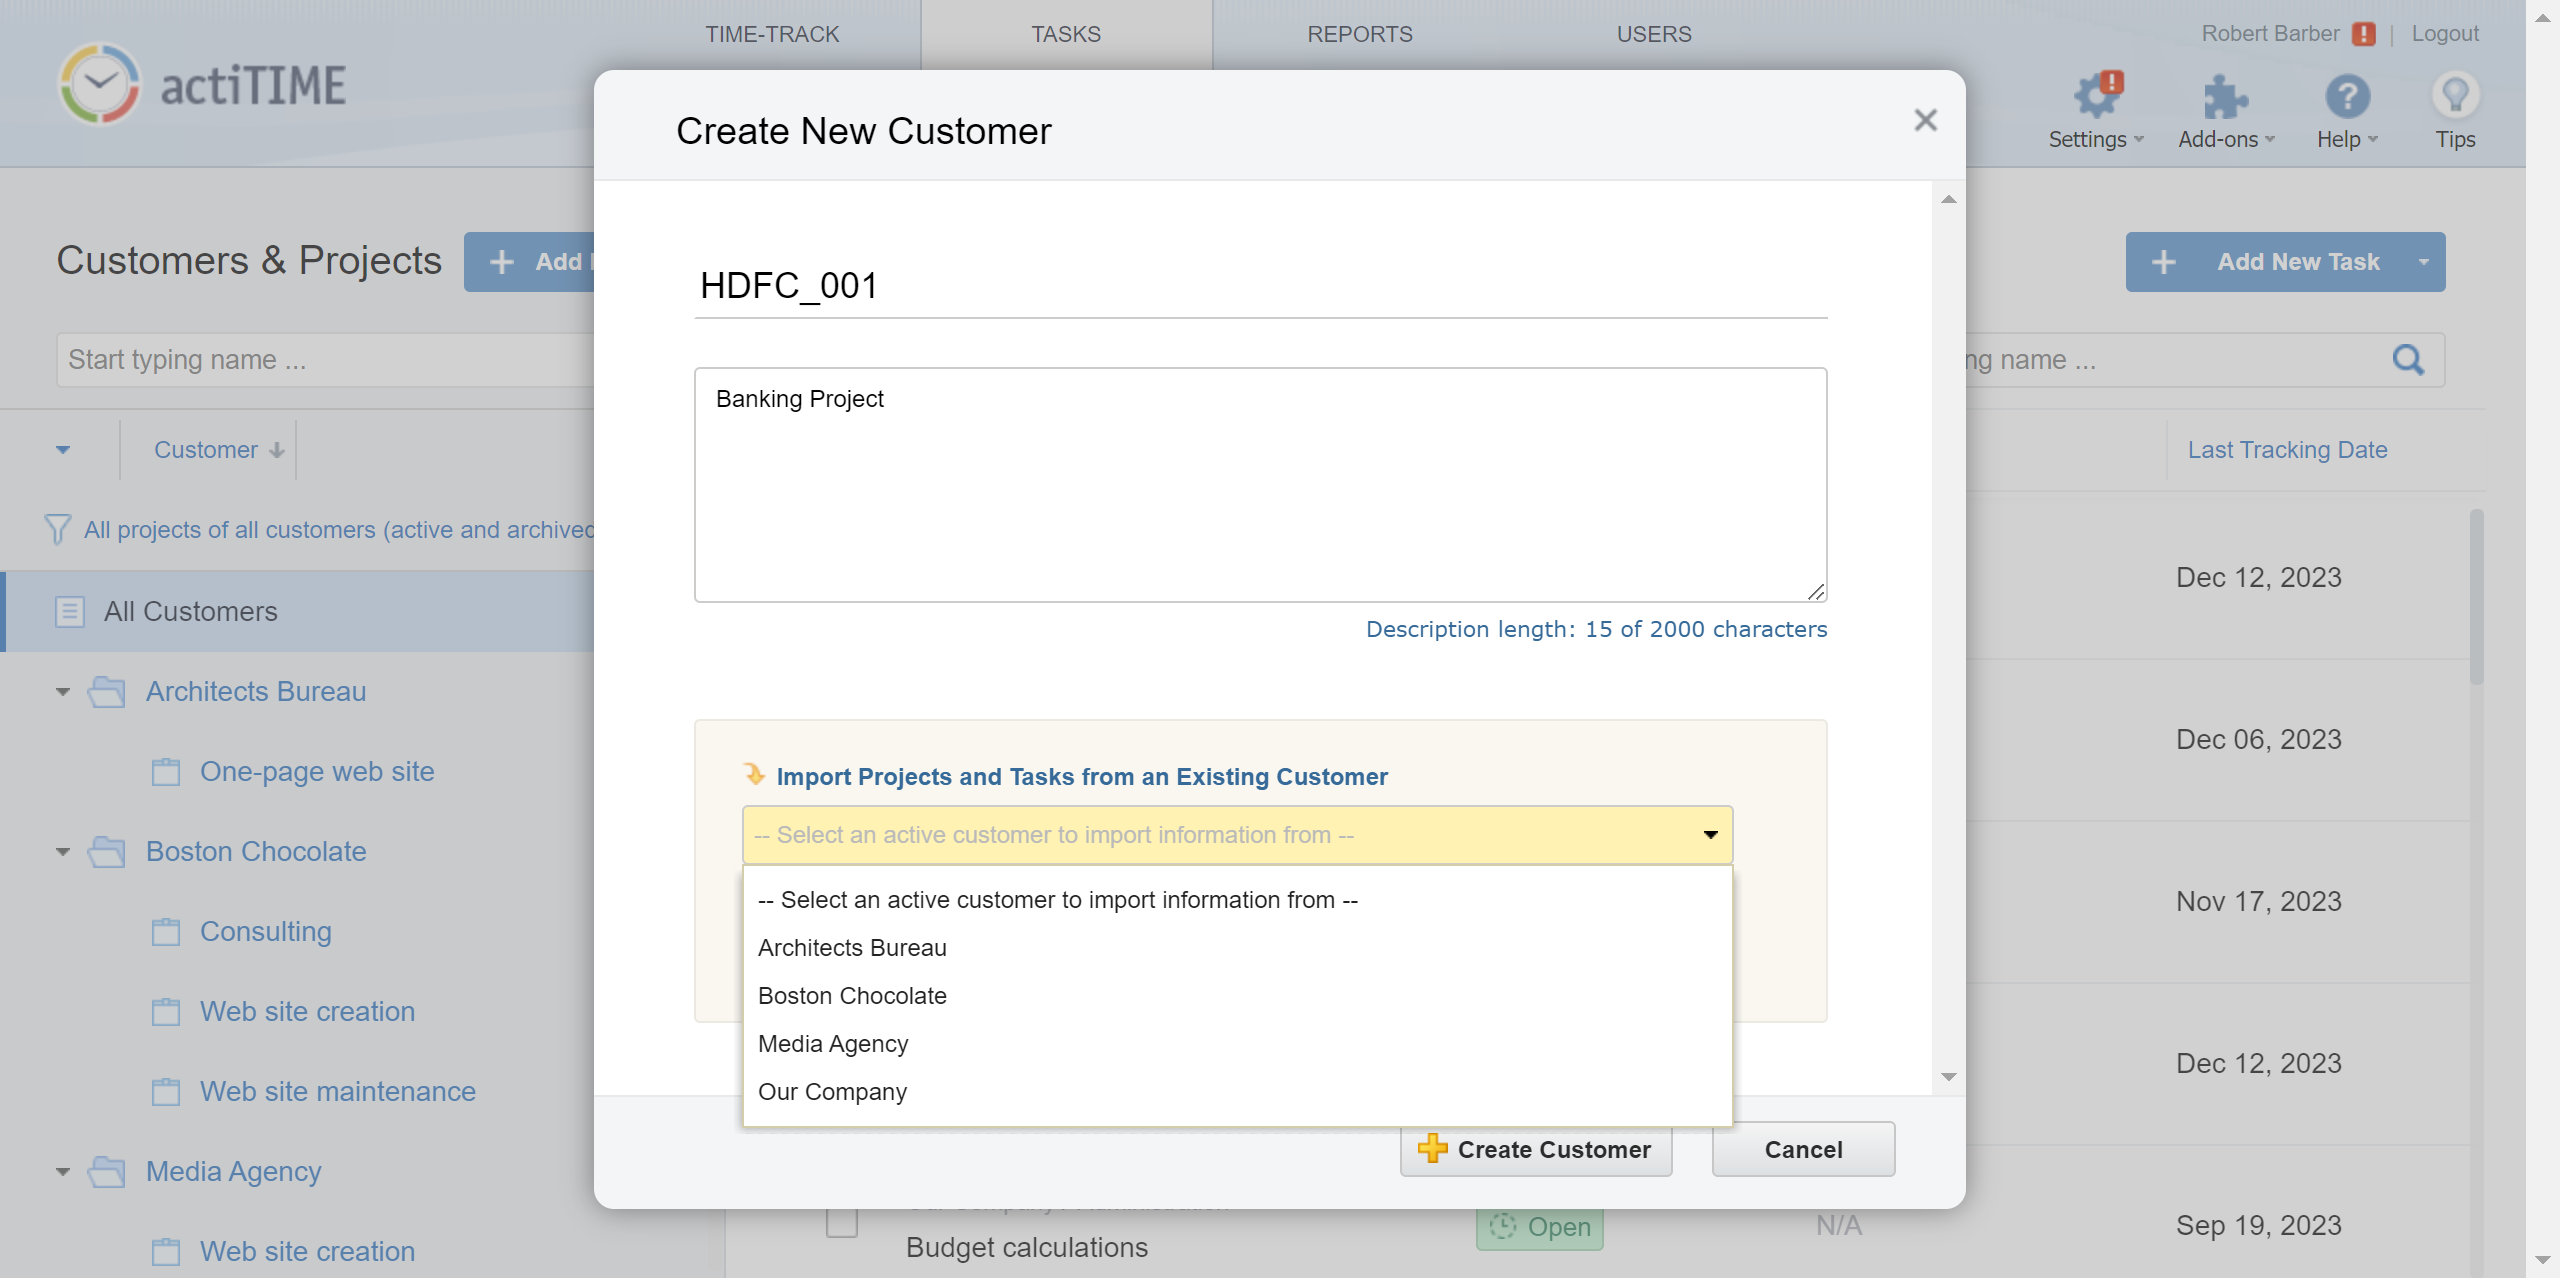 TIME-TRACK
TASKS
REPORTS
USERS
Robert Barber
Logout
actiTIME
Settings
Add-ons
Help
Tips
Create New Customer
Customers & Projects
Add
Add New Task
HDFC_001
Start typing name ...
name ...
Banking Project
Customer
Last Tracking Date
All projects of all customers (active and archived
Dec 12, 2023
All Customers
Description length: 15 of 2000 characters
Architects Bureau
Dec 06, 2023
One-page web site
Import Projects and Tasks from an Existing Customer
-- Select an active customer to import information from --
Boston Chocolate
-- Select an active customer to import information from --
Nov 17, 2023
Consulting
Architects Bureau
Boston Chocolate
Web site creation
Media Agency
Dec 12, 2023
Web site maintenance
Our Company
Create Customer
Cancel
Media Agency
Open
N/A
Sep 19, 2023
Web site creation
Budget calculations